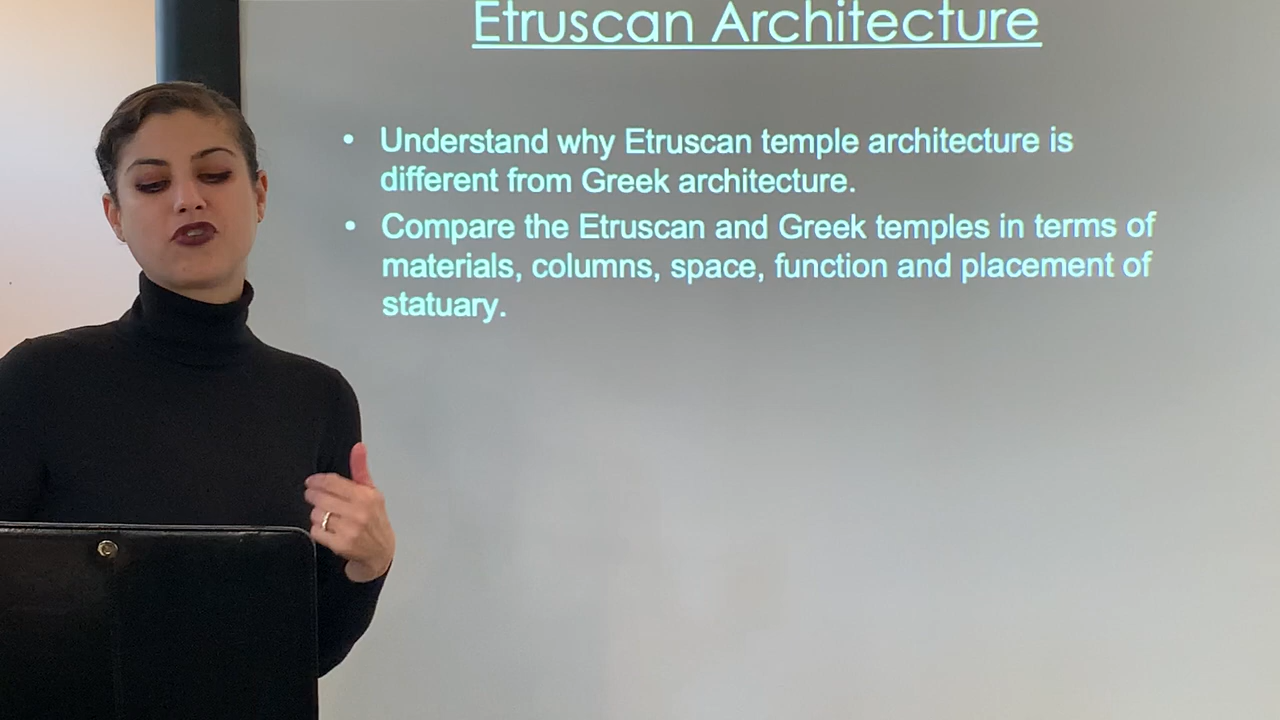 Etruscan Architecture
• Understand why Etruscan temple architecture is
different from Greek architecture.
• Compare the Etruscan and Greek temples in terms of
materials, columns, space, function and placement of
statuary.